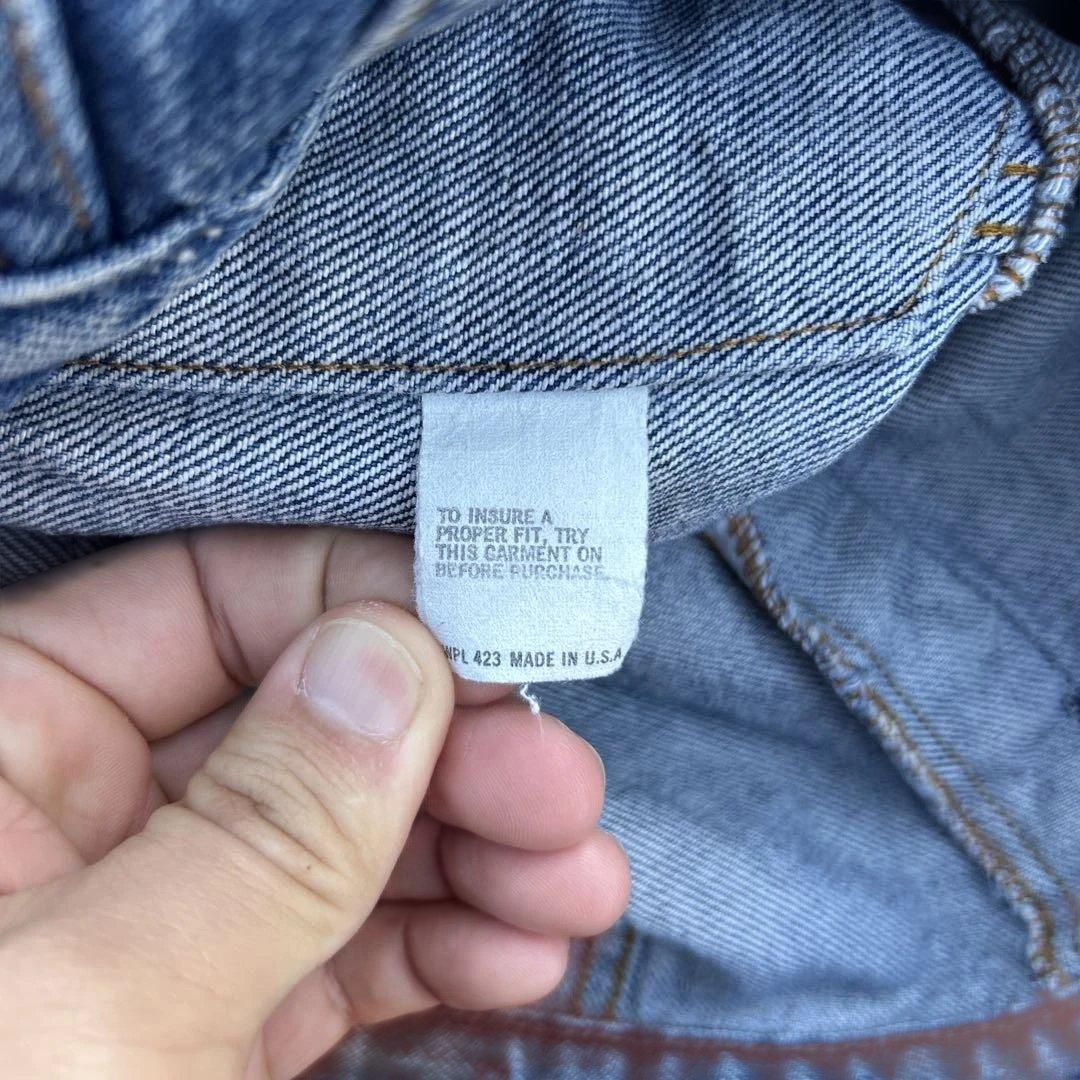 TO INSURE A
PROPER FIT, TRY
THIS GARMENT ON
BEFORE PURCHASE.
WPL 423 MADE IN U.S.A.